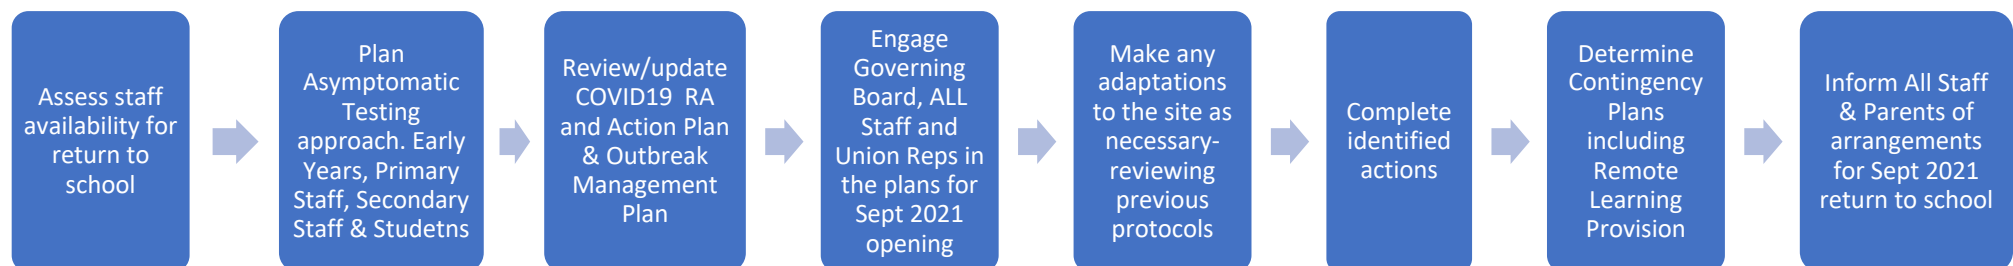 Assess staff
availability for
return to
school
Plan
Asymptomatic
Testing
approach. Early
Years, Primary
Staff, Secondary
Staff & Studetns
Review/update
COVID19 RA
and Action Plan
& Outbreak
Management
Plan
Engage
Governing
Board, ALL
Staff and
Union Reps in
the plans for
Sept 2021
opening
Make any
adaptations
to the site as
necessary-
reviewing
previous
protocols
Complete
identified
actions
Determine
Contingency
Plans
including
Remote
Learning
Provision
Inform All Staff
& Parents of
arrangements
for Sept 2021
return to school